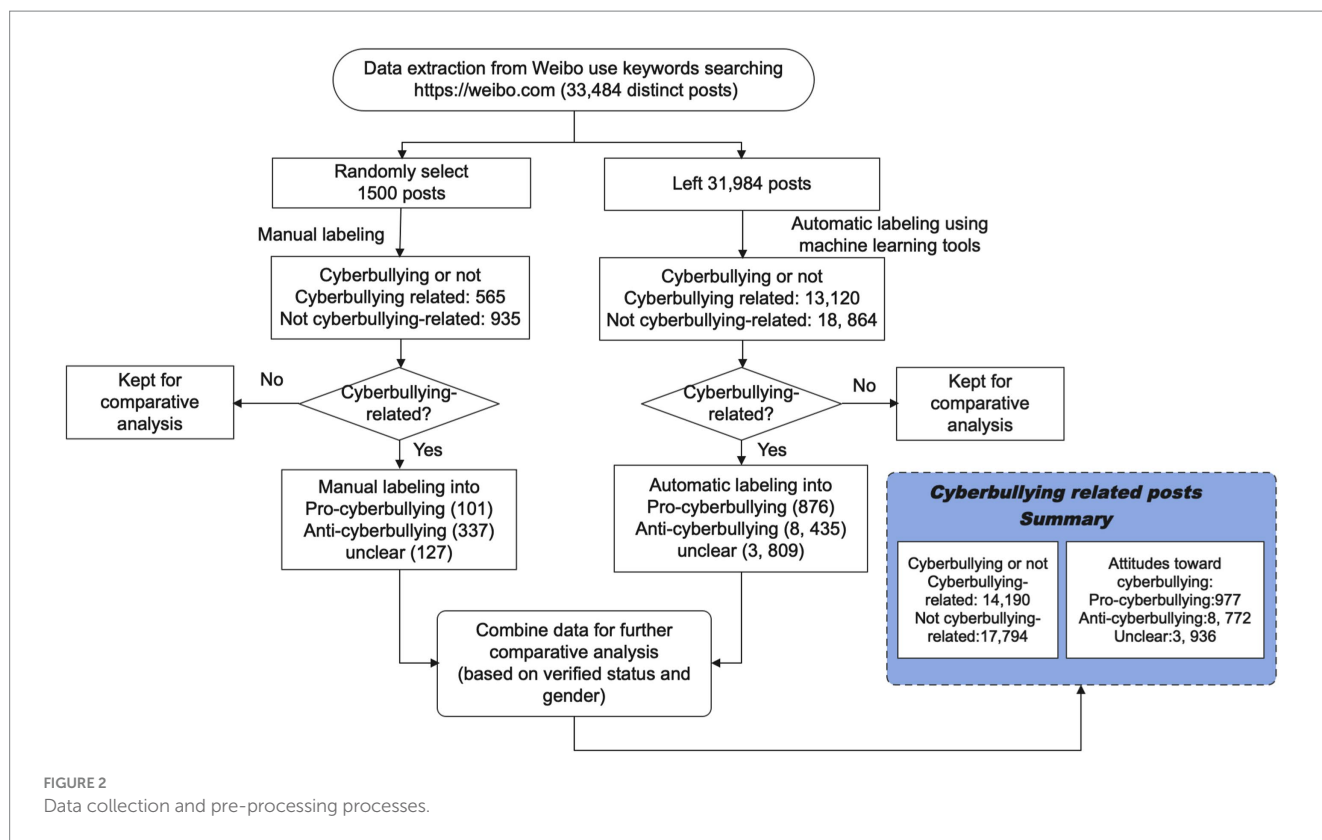 Data extraction from Weibo use keywords searching
https://weibo.com (33,484 distinct posts)
Randomly select
1500 posts
Left 31,984 posts
Manual labeling
Automatic labeling using
machine learning tools
Cyberbullying or not
Cyberbullying related: 565
Not cyberbullying-related: 935
Cyberbullying or not
Cyberbullying related: 13,120
Not cyberbullying-related: 18, 864
Kept for
comparative
analysis
No
Cyberbullying-
related?
Cyberbullying-
related?
No
Kept for
comparative
analysis
Yes
Yes
Manual labeling into
Pro-cyberbullying (101)
Anti-cyberbullying (337)
unclear (127)
Automatic labeling into
Pro-cyberbullying (876)
Anti-cyberbullying (8, 435)
unclear (3, 809)
Cyberbullying related posts
Summary
Cyberbullying or not
Cyberbullying-
related: 14,190
Not cyberbullying-
related:17,794
Attitudes toward
cyberbullying:
Pro-cyberbullying:977
Anti-cyberbullying:8, 772
Unclear:3, 936
Combine data for further
comparative analysis
(based on verified status and
gender)
FIGURE 2
Data collection and pre-processing processes.